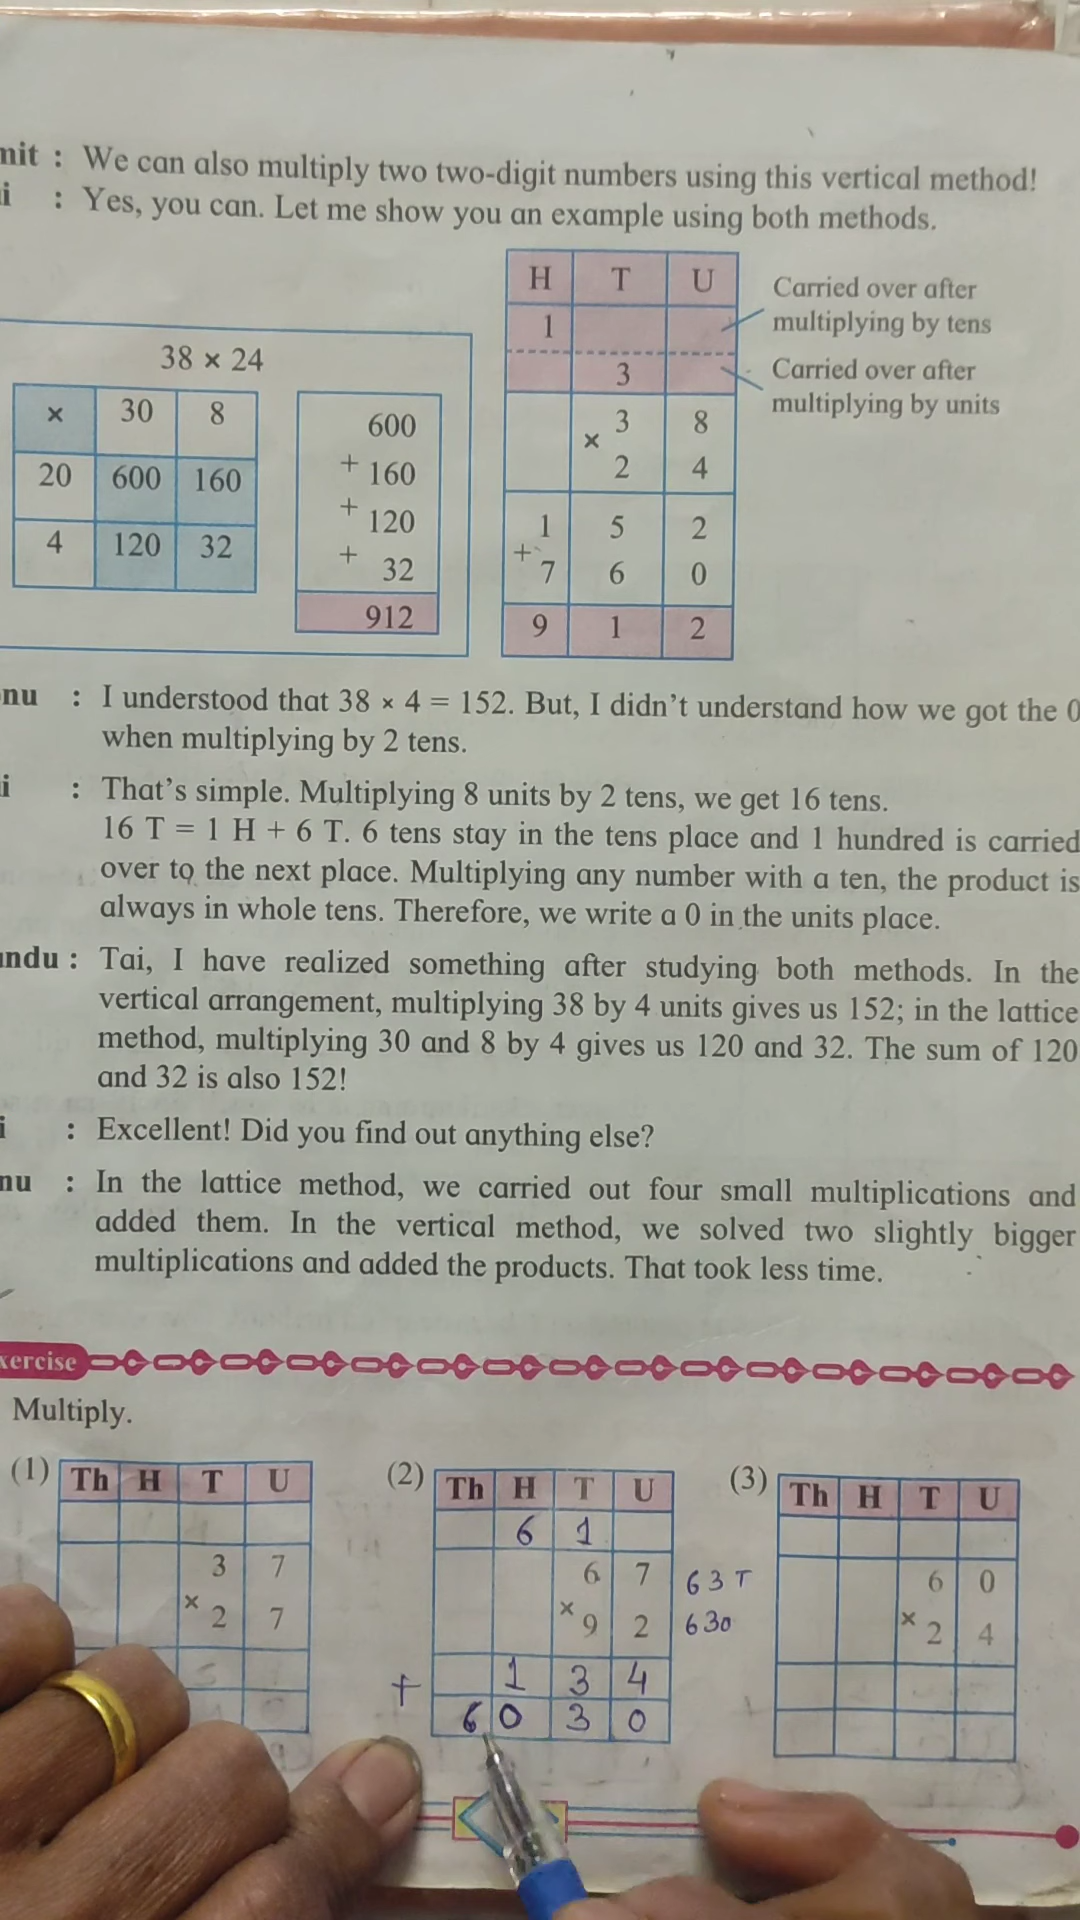 nit : We can also multiply two two-digit numbers using this vertical method!
i : Yes, you can. Let me show you an example using both methods.
38 × 24
× 30 8
20 600 160
4 120 32
600
+ 160
+ 120
+ 32
912
H T U
1
3
× 3 8
2 4
1 5 2
+ 7 6 0
9 1 2
Carried over after
multiplying by tens
Carried over after
multiplying by units
nu : I understood that 38 × 4 = 152. But, I didn't understand how we got the 0
when multiplying by 2 tens.
i : That's simple. Multiplying 8 units by 2 tens, we get 16 tens.
16 T = 1 H + 6 T. 6 tens stay in the tens place and 1 hundred is carried
over to the next place. Multiplying any number with a ten, the product is
always in whole tens. Therefore, we write a 0 in the units place.
ndu : Tai, I have realized something after studying both methods. In the
vertical arrangement, multiplying 38 by 4 units gives us 152; in the lattice
method, multiplying 30 and 8 by 4 gives us 120 and 32. The sum of 120
and 32 is also 152!
i : Excellent! Did you find out anything else?
nu : In the lattice method, we carried out four small multiplications and
added them. In the vertical method, we solved two slightly bigger
multiplications and added the products. That took less time.
xercise
Multiply.
(1) Th H T U
3 7
× 2 7
(2) Th H T U
6 1
6 7 63 T
× 9 2 630
1 3 4
+ 6 0 3 0
(3) Th H T U
6 0
× 2 4